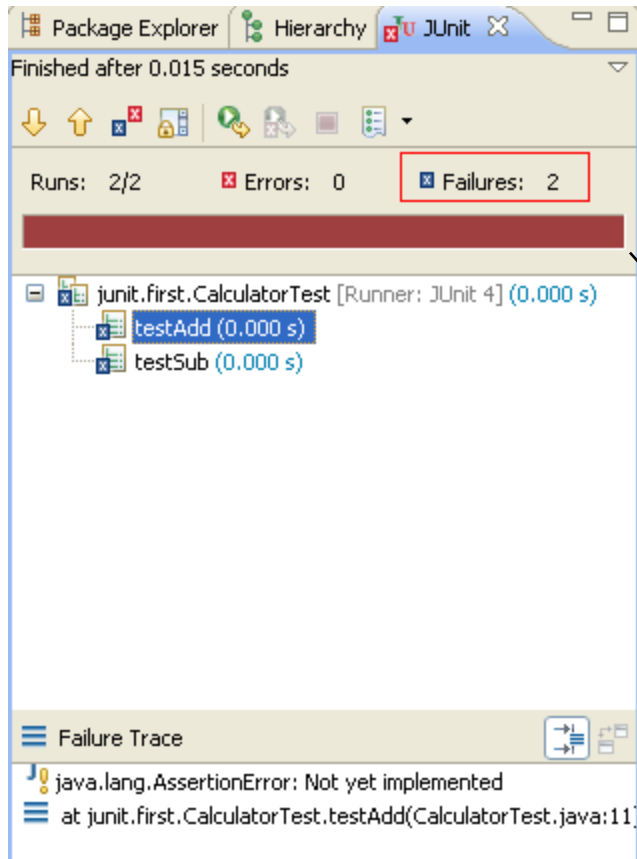 Package Explorer Hierarchy JUnit
Finished after 0.015 seconds
Runs: 2/2 Errors: 0 Failures: 2
junit.first.CalculatorTest [Runner: JUnit 4] (0.000 s)
testAdd (0.000 s)
testSub (0.000 s)
Failure Trace
java.lang.AssertionError: Not yet implemented
at junit.first.CalculatorTest.testAdd(CalculatorTest.java:11)